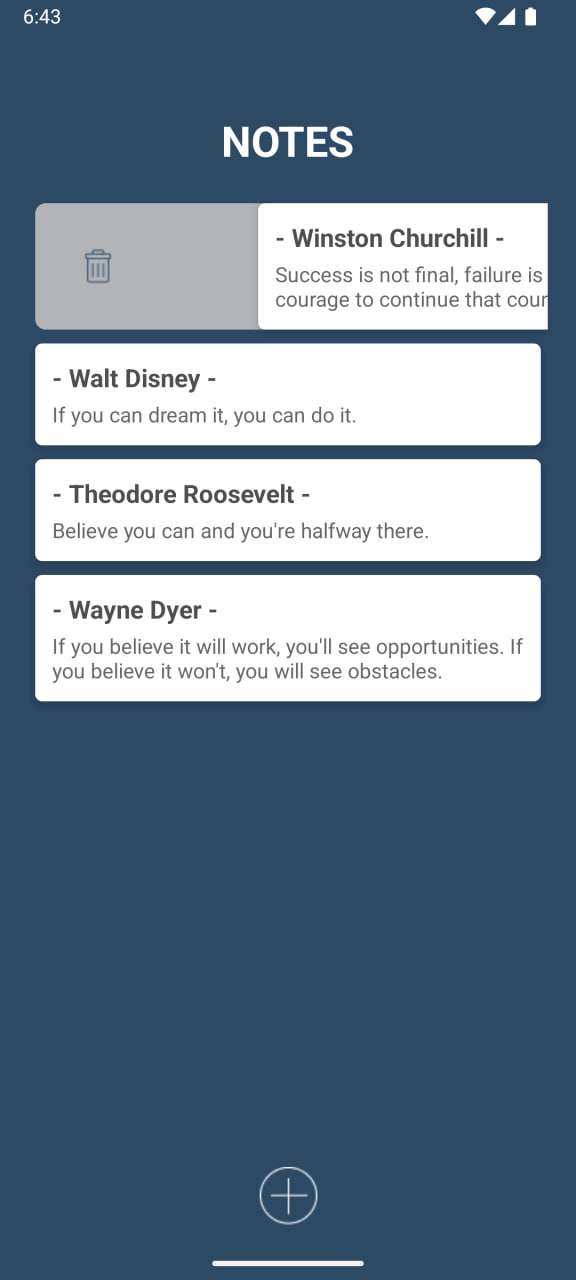 6:43
NOTES
- Winston Churchill -
Success is not final, failure is
courage to continue that cour
- Walt Disney -
If you can dream it, you can do it.
- Theodore Roosevelt -
Believe you can and you're halfway there.
- Wayne Dyer -
If you believe it will work, you'll see opportunities. If
you believe it won't, you will see obstacles.